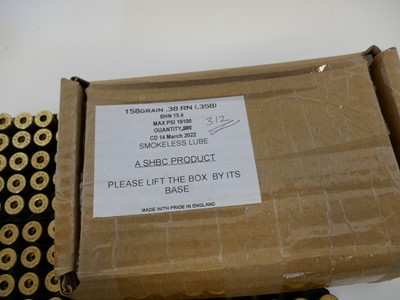 158GRAIN .38 RN (.358)
BHN 15.4
MAX PSI 19100
QUANTITY, 312
CD 14 March 2022
SMOKELESS LUBE
A SHBC PRODUCT
PLEASE LIFT THE BOX BY ITS
BASE
MADE WITH PRIDE IN ENGLAND